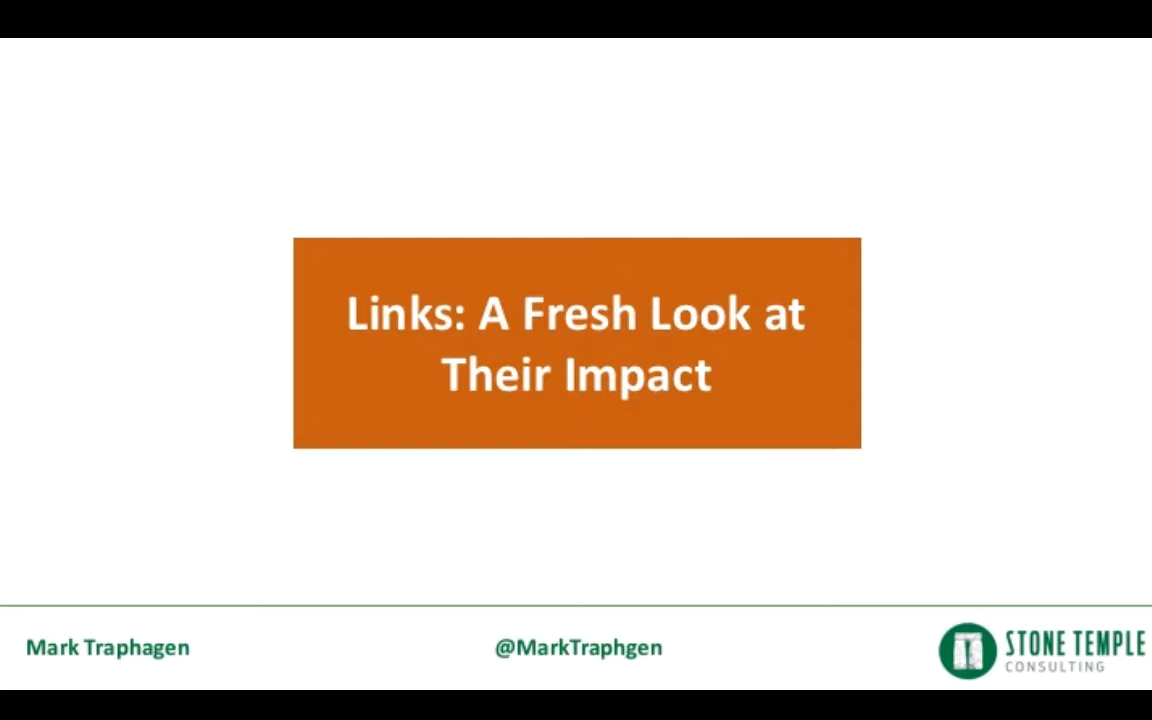 Links: A Fresh Look at
Their Impact
Mark Traphagen
@MarkTraphgen
STONE TEMPLE
CONSULTING